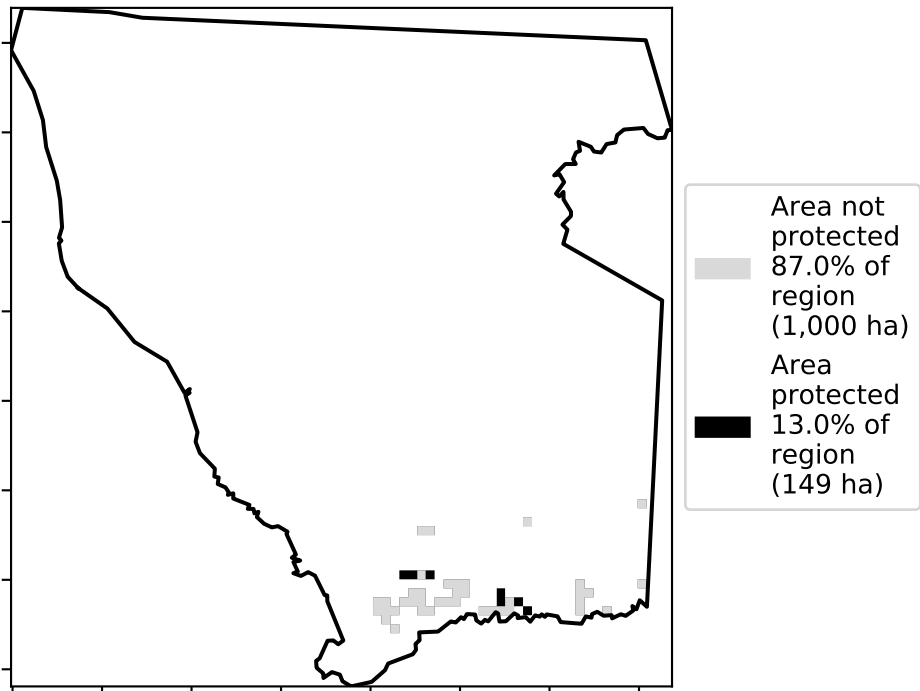 Area not
protected
87.0% of
region
(1,000 ha)
Area
protected
13.0% of
region
(149 ha)